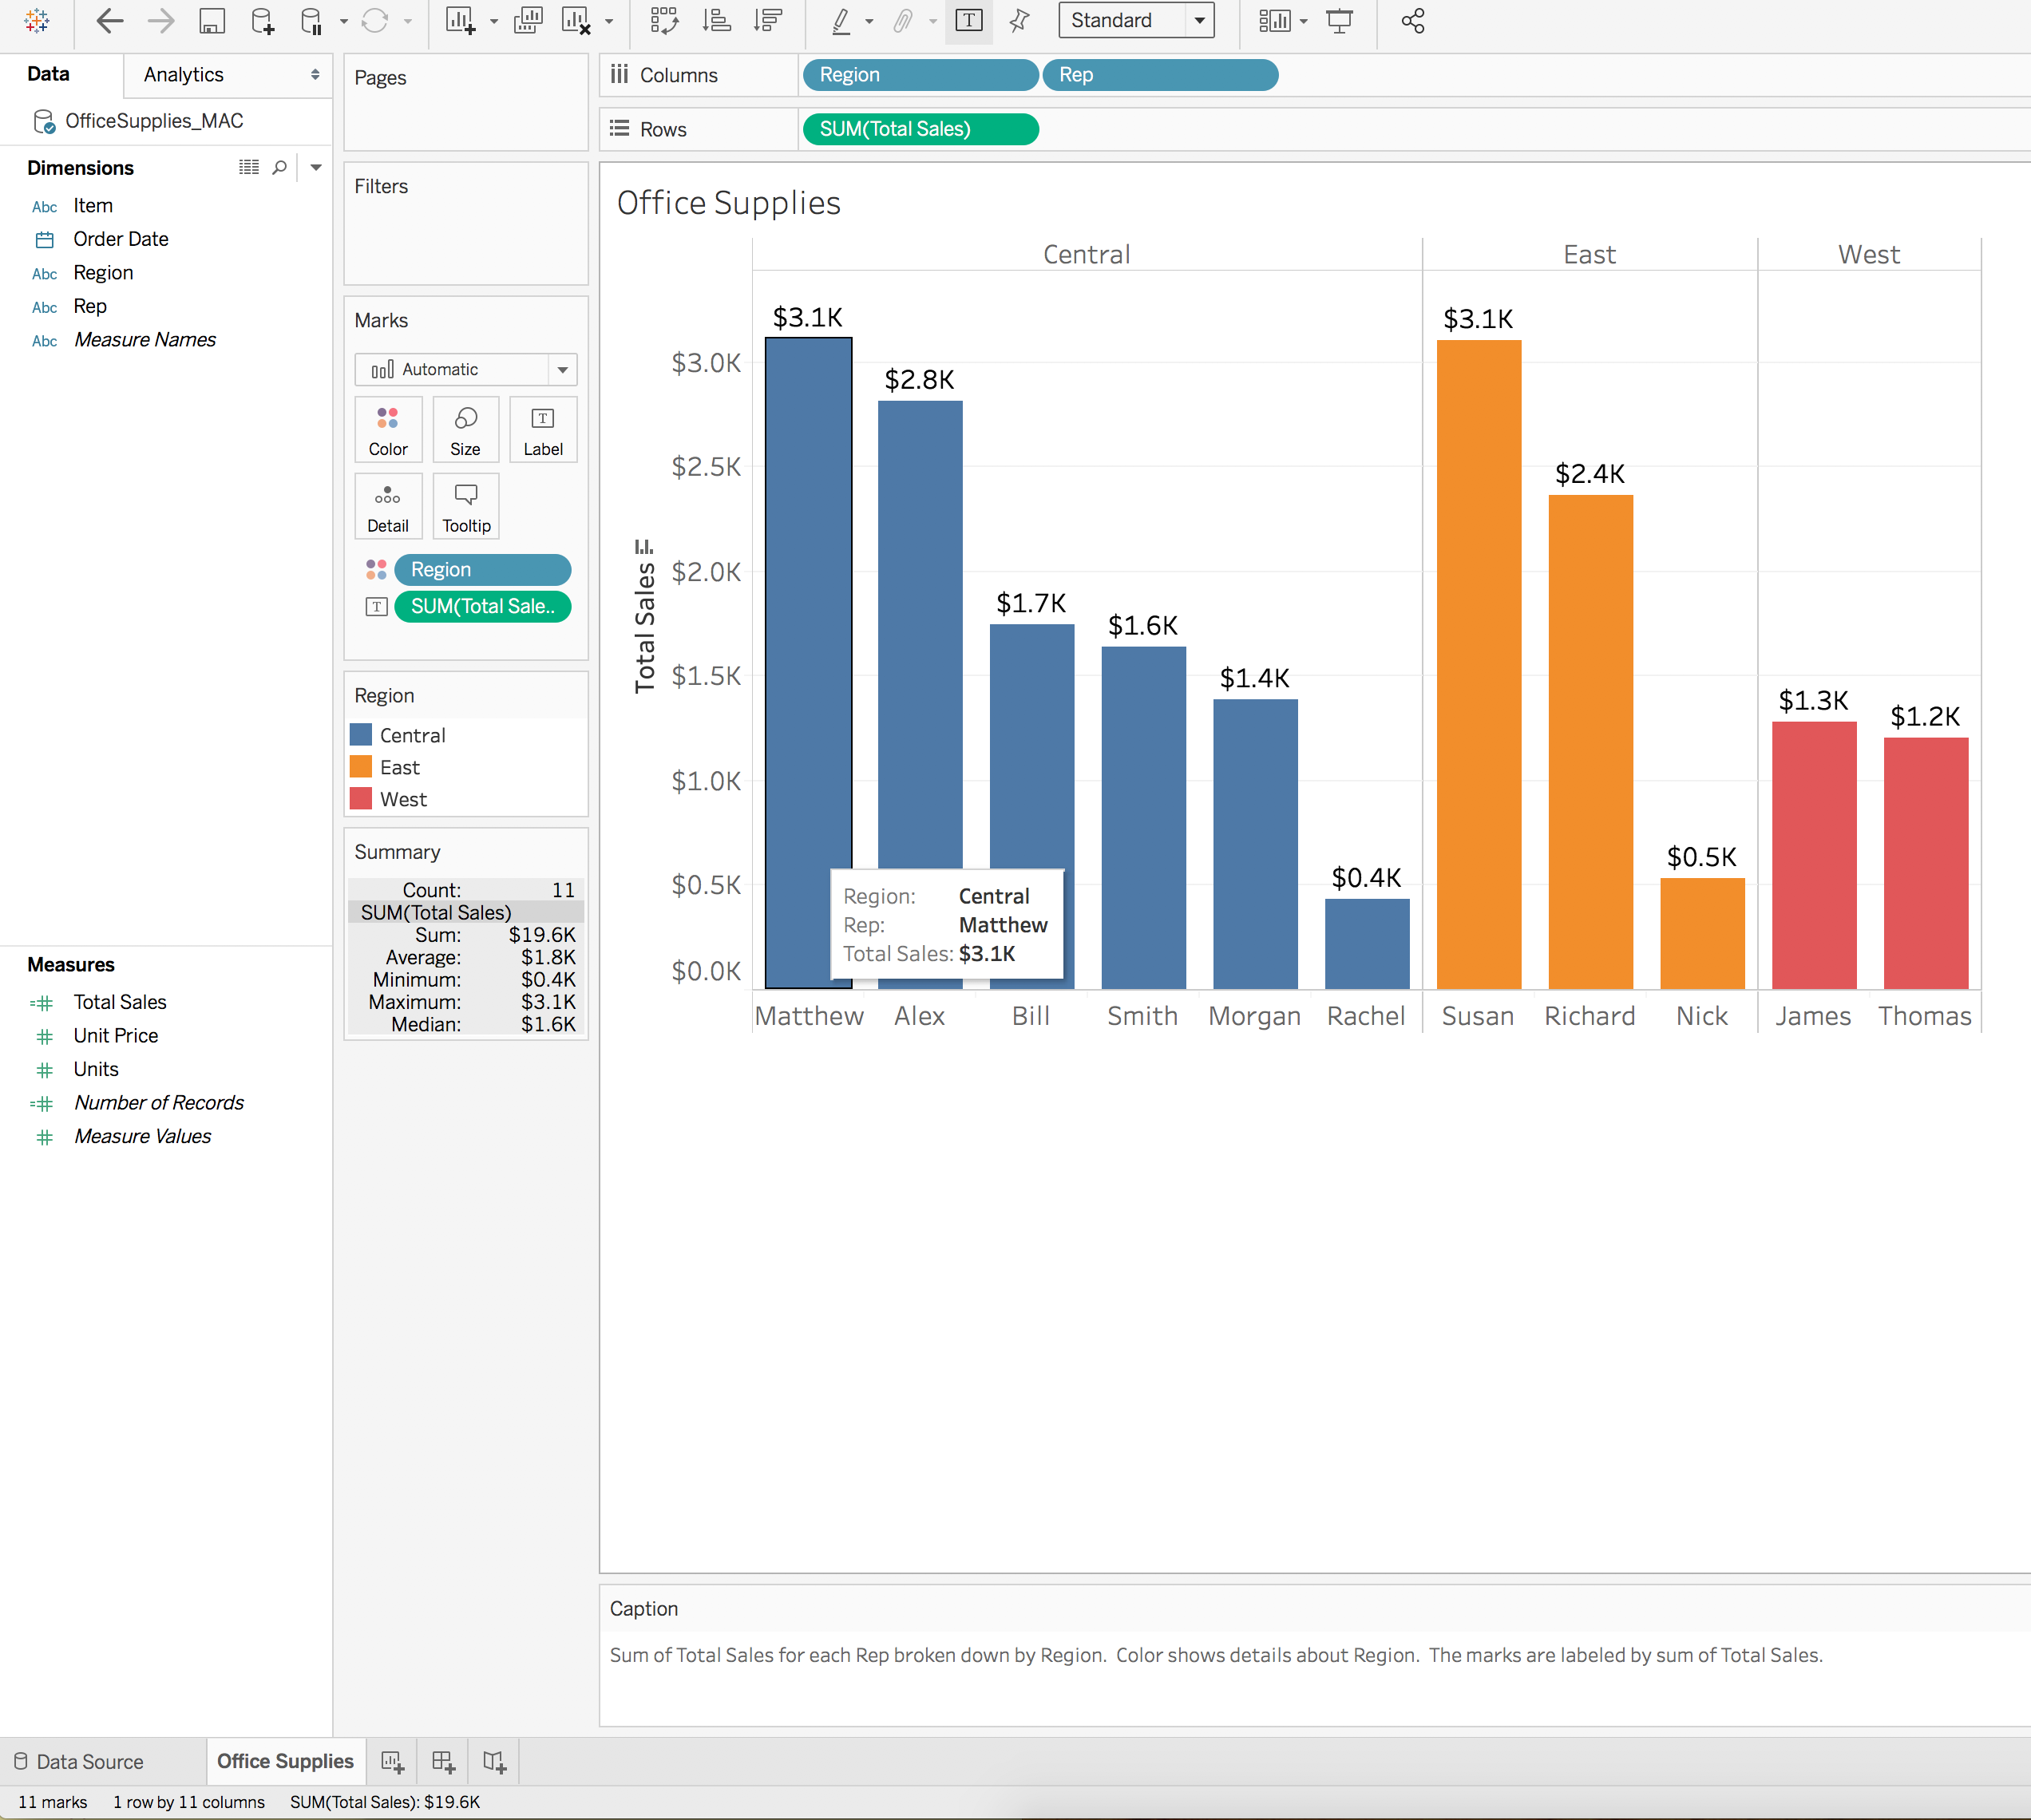 Standard
Data
Analytics
OfficeSupplies_MAC
Dimensions
Abc Item
Order Date
Abc Region
Abc Rep
Abc Measure Names
Measures
Total Sales
Unit Price
Units
Number of Records
Measure Values
Pages
Filters
Marks
Automatic
Color Size Label
Detail Tooltip
Region
SUM(Total Sale..
Region
Central
East
West
Summary
Count: 11
SUM(Total Sales)
Sum: $19.6K
Average: $1.8K
Minimum: $0.4K
Maximum: $3.1K
Median: $1.6K
Columns Region Rep
Rows SUM(Total Sales)
Office Supplies
Central East West
Total Sales
$3.0K
$2.5K
$2.0K
$1.5K
$1.0K
$0.5K
$0.0K
$3.1K
$2.8K
$1.7K
$1.6K
$1.4K
$0.4K
$3.1K
$2.4K
$0.5K
$1.3K
$1.2K
Region: Central
Rep: Matthew
Total Sales: $3.1K
Matthew Alex Bill Smith Morgan Rachel Susan Richard Nick James Thomas
Caption
Sum of Total Sales for each Rep broken down by Region. Color shows details about Region. The marks are labeled by sum of Total Sales.
Data Source Office Supplies
11 marks 1 row by 11 columns SUM(Total Sales): $19.6K